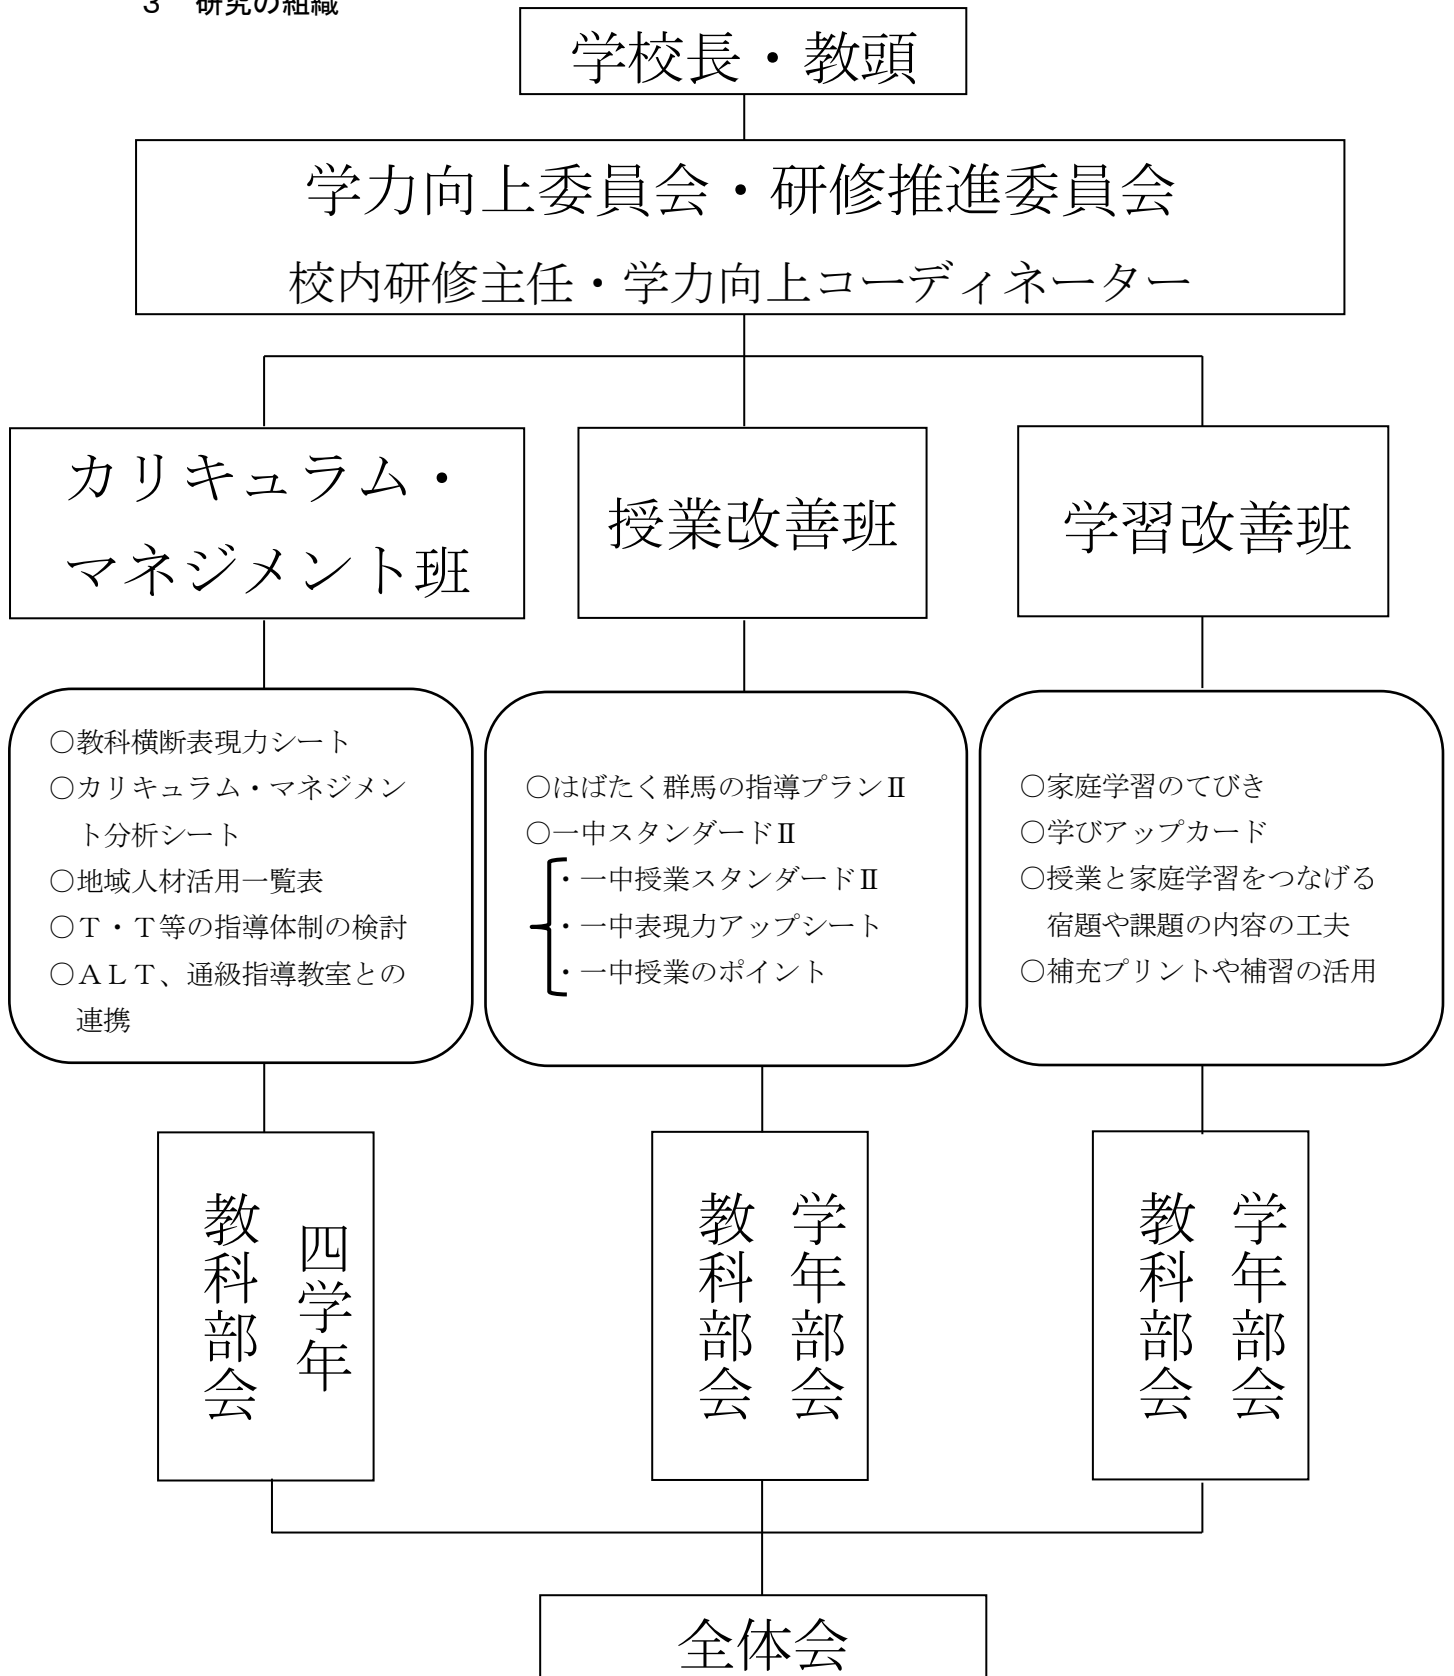 ３　研究の組織
学校長・教頭
学力向上委員会・研修推進委員会
校内研修主任・学力向上コーディネーター
カリキュラム・
マネジメント班
授業改善班
学習改善班
○教科横断表現力シート
○カリキュラム・マネジメン
ト分析シート
○地域人材活用一覧表
○Ｔ・Ｔ等の指導体制の検討
○ＡＬＴ、通級指導教室との
連携
○はばたく群馬の指導プランⅡ
○一中スタンダードⅡ
・一中授業スタンダードⅡ
・一中表現力アップシート
・一中授業のポイント
○家庭学習のてびき
○学びアップカード
○授業と家庭学習をつなげる
宿題や課題の内容の工夫
○補充プリントや補習の活用
四学年
教科部会
学年部会
教科部会
学年部会
教科部会
全体会